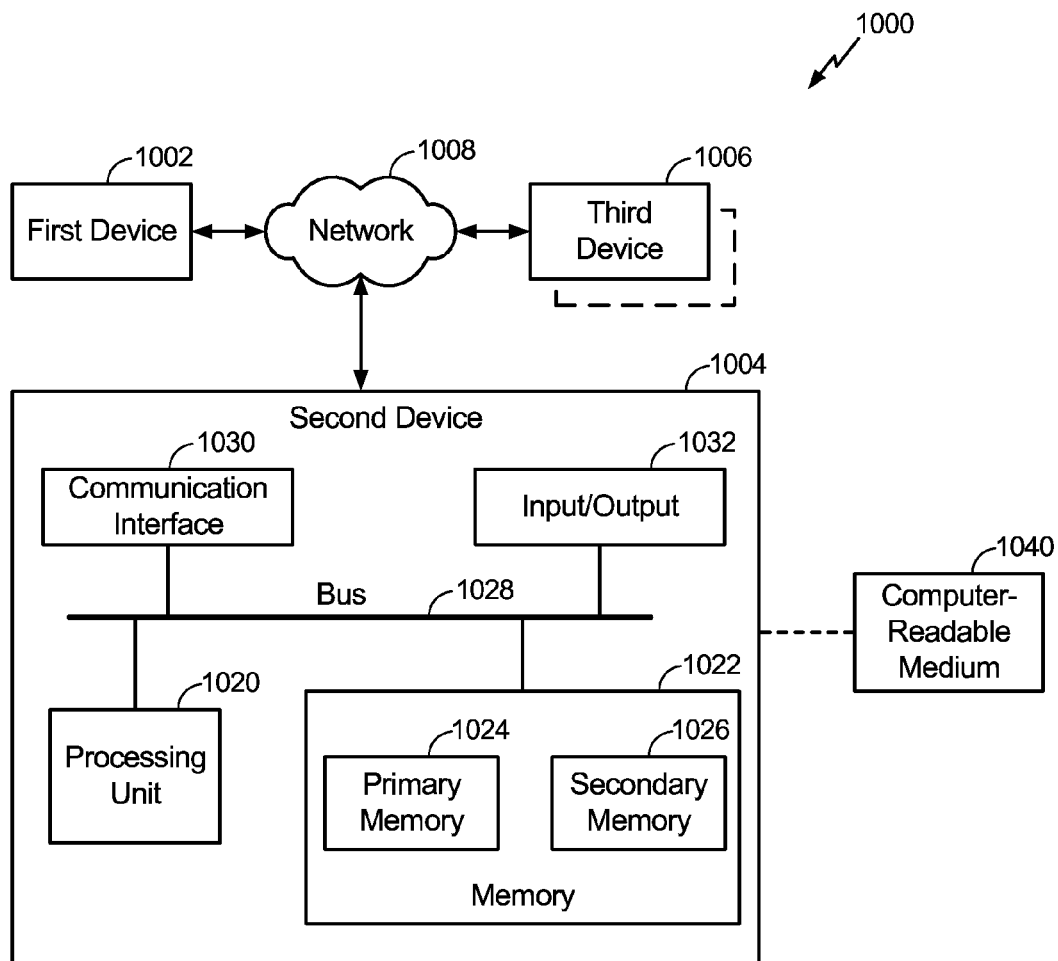 1000
1002
1008
1006
First Device
Network
Third
Device
1004
Second Device
1030
1032
Communication
Interface
Input/Output
1040
Bus
1028
Computer-
Readable
Medium
1020
1022
Processing
Unit
1024
1026
Primary
Memory
Secondary
Memory
Memory